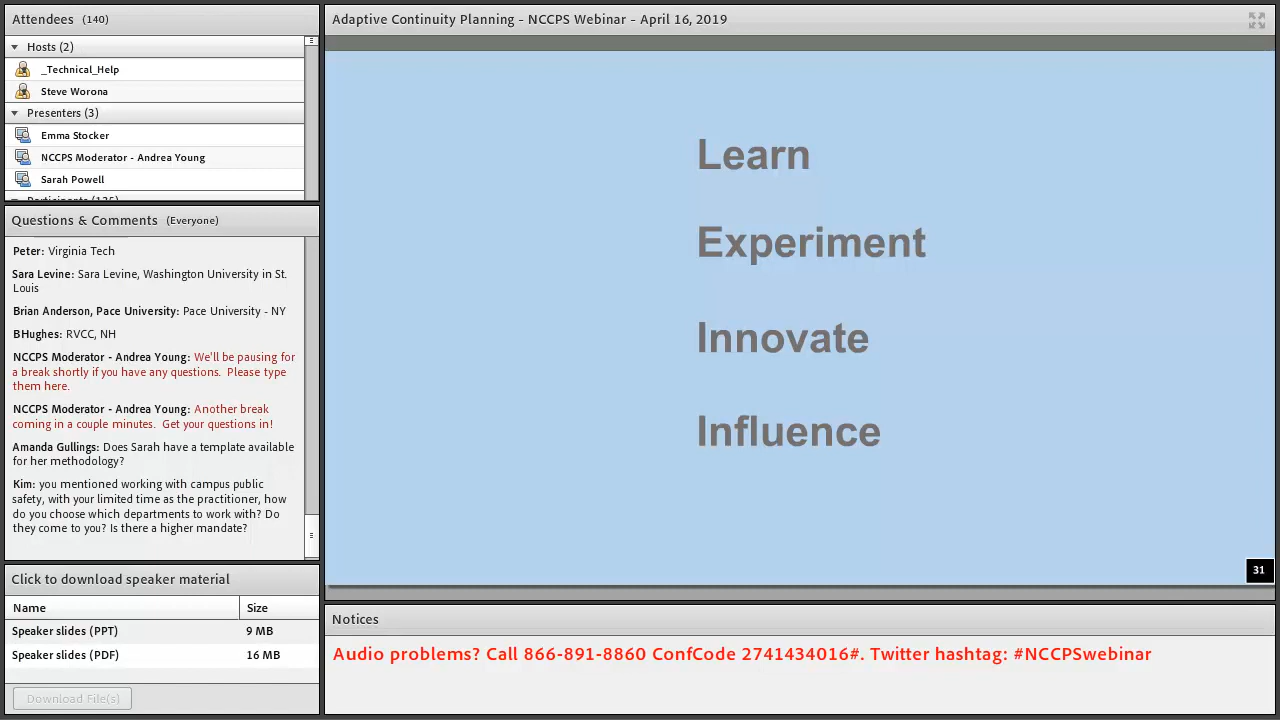 Attendees (140)
Hosts (2)
_Technical_Help
Steve Worona
Presenters (3)
Emma Stocker
NCCPS Moderator - Andrea Young
Sarah Powell
Questions & Comments (Everyone)
Peter: Virginia Tech
Sara Levine: Sara Levine, Washington University in St.
Louis
Brian Anderson, Pace University: Pace University - NY
BHughes: RVCC, NH
NCCPS Moderator - Andrea Young: We'll be pausing for
a break shortly if you have any questions. Please type
them here.
NCCPS Moderator - Andrea Young: Another break
coming in a couple minutes. Get your questions in!
Amanda Gullings: Does Sarah have a template available
for her methodology?
Kim: you mentioned working with campus public
safety, with your limited time as the practitioner, how
do you choose which departments to work with? Do
they come to you? Is there a higher mandate?
Click to download speaker material
Name Size
Speaker slides (PPT) 9 MB
Speaker slides (PDF) 16 MB
Download File(s)
Adaptive Continuity Planning - NCCPS Webinar - April 16, 2019
Learn
Experiment
Innovate
Influence
31
Notices
Audio problems? Call 866-891-8860 ConfCode 2741434016#. Twitter hashtag: #NCCPSwebinar